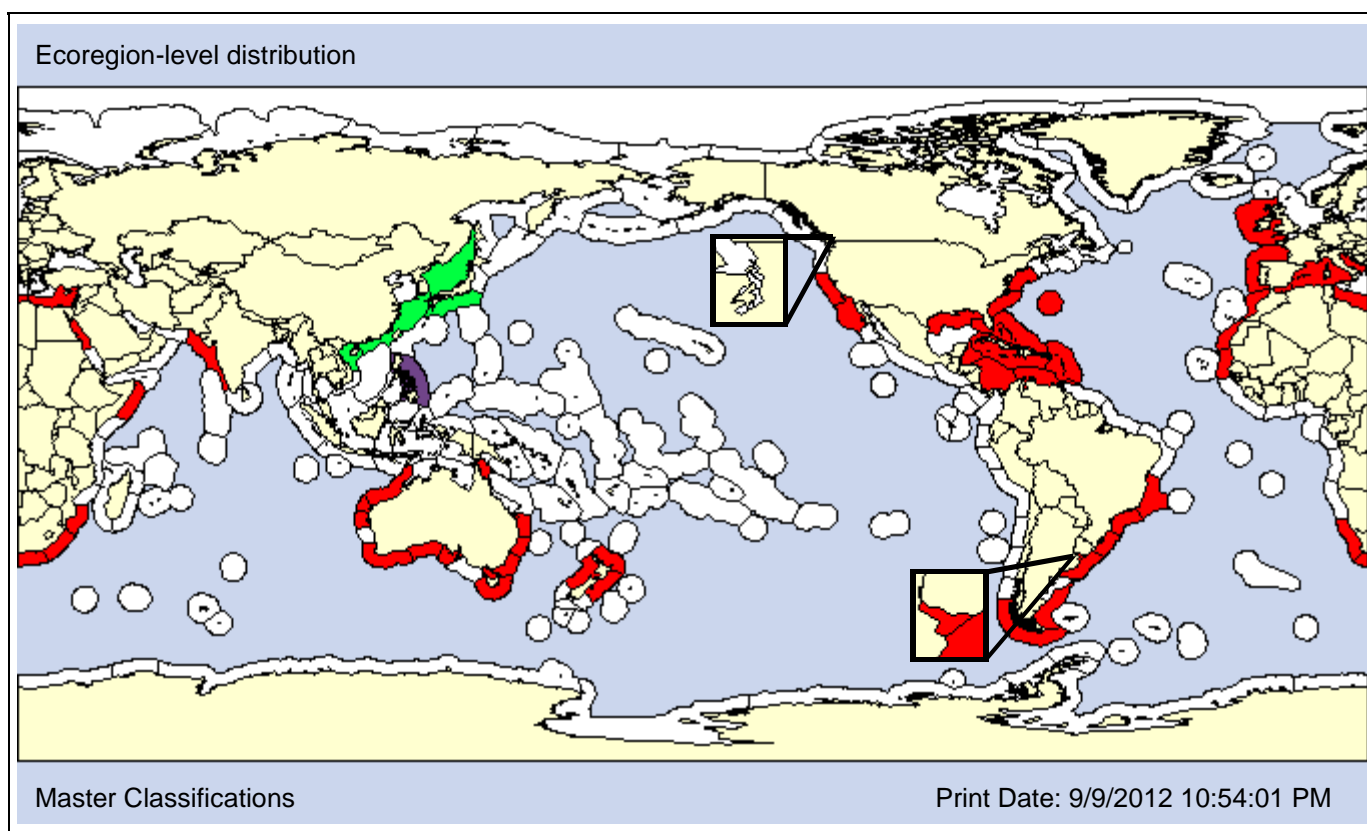 Ecoregion-level distribution
Master Classifications
Print Date: 9/9/2012 10:54:01 PM